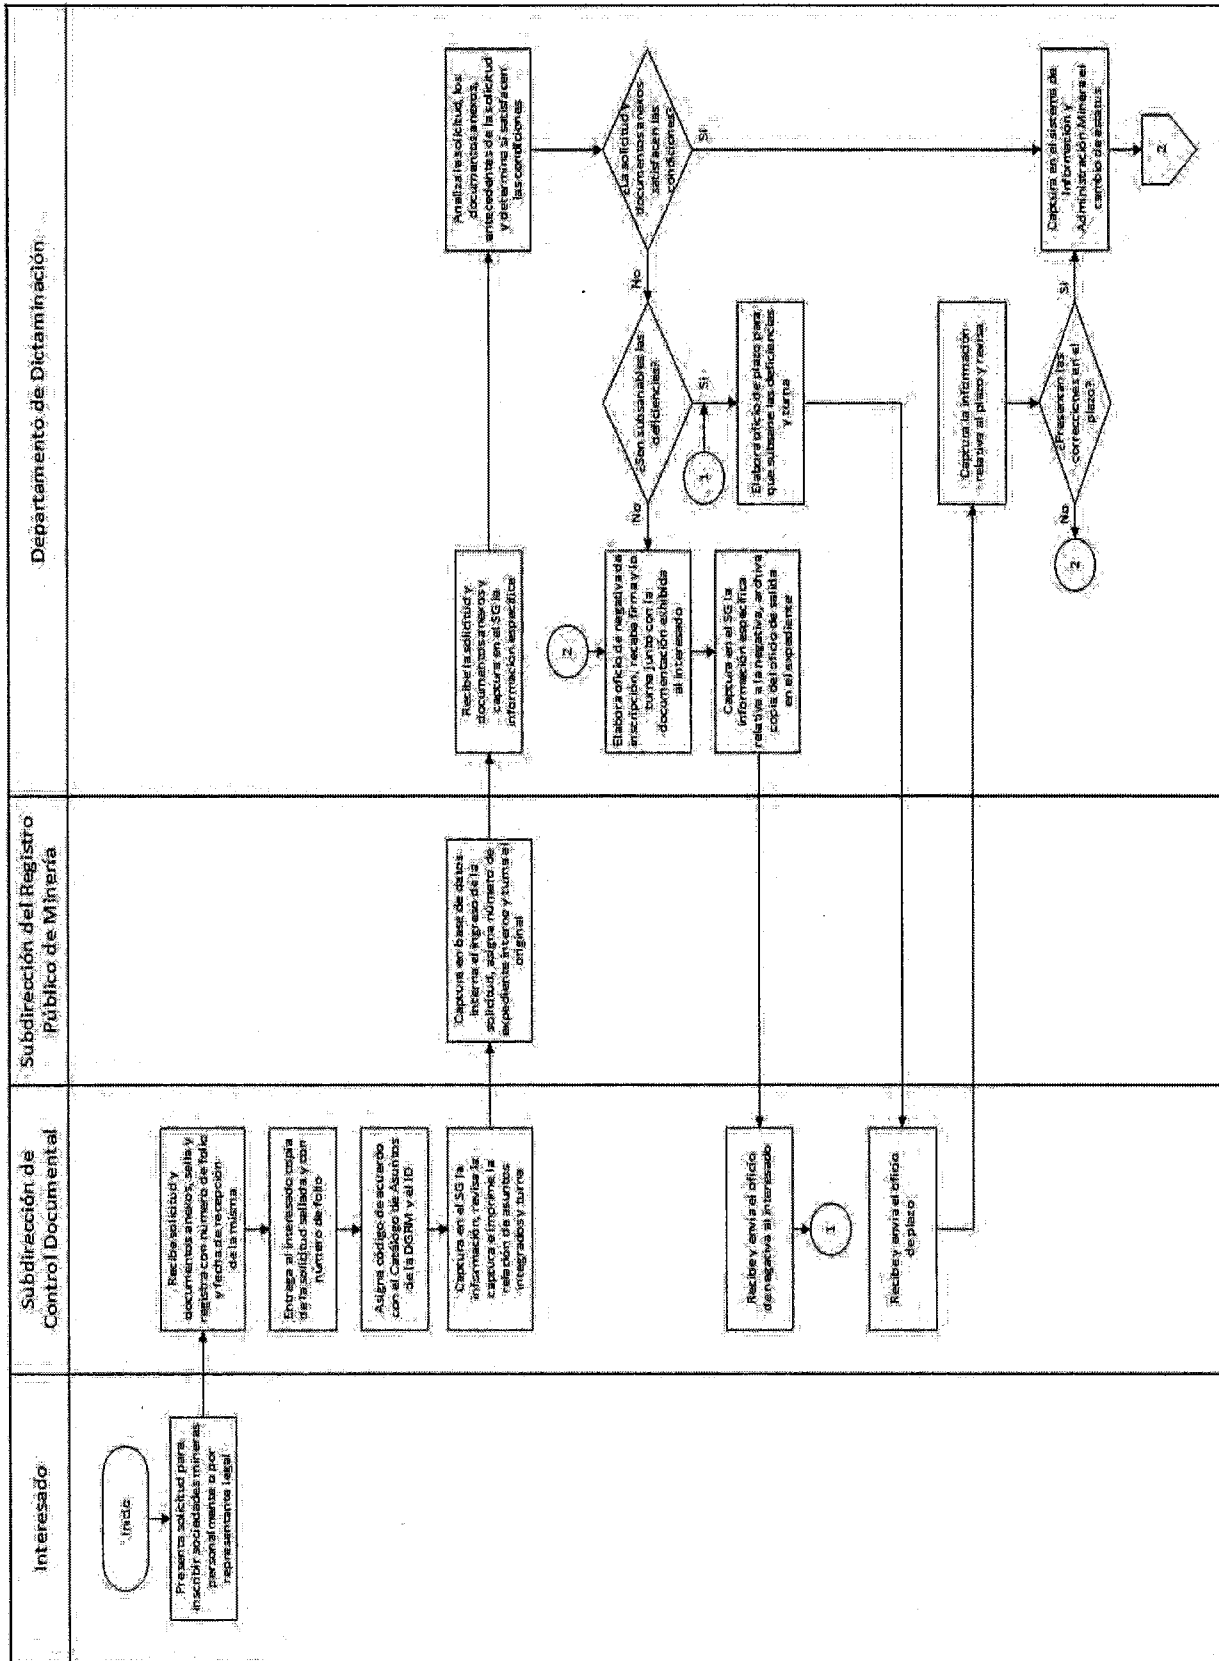 Interesado
Subdirección de
Control Documental
Subdirección del Registro
Público de Minería
Departamento de Dictaminación
Inicio
Presenta solicitud para
inscribir sociedades mineras
personalmente o por
representante legal
Recibe solicitud y
documentos anexos, sella y
registra con número de folio
y fecha de recepción
de la misma
Entrega al interesado copia
de la solicitud sellada y con
número de folio
Asigna código de acuerdo
con el Catálogo de Asuntos
de la DGRM y el ID
Captura en el SG la
información, revisa la
captura e imprime la
relación de asuntos
integrados y turna
Captura en base de datos
interna el ingreso de la
solicitud, asigna número de
expediente interno y turna el
original
Recibe la solicitud y
documentos anexos y
captura en el SG la
información específica
Analiza la solicitud, los
documentos anexos,
antecedentes de la solicitud
y determina si satisfacen
las condiciones
¿La solicitud y
documentos anexos
satisfacen las
condiciones?
Si
No
¿Son subsanables las
deficiencias?
No
Si
1
2
Elabora oficio de negativa de
inscripción, recaba firma y lo
turna junto con la
documentación exhibida
al interesado
Captura en el SG la
información específica
relativa a la negativa, archiva
copia del oficio de salida
en el expediente
Elabora oficio de plazo para
que subsane las deficiencias
y turna
Recibe y envía el oficio
de negativa al interesado
1
Recibe y envía el oficio
de plazo
Captura la información
relativa al plazo y revisa
¿Presentan las
correcciones en el
plazo?
No
2
Si
Captura en el sistema de
Información y
Administración Minera el
cambio de estatus
2